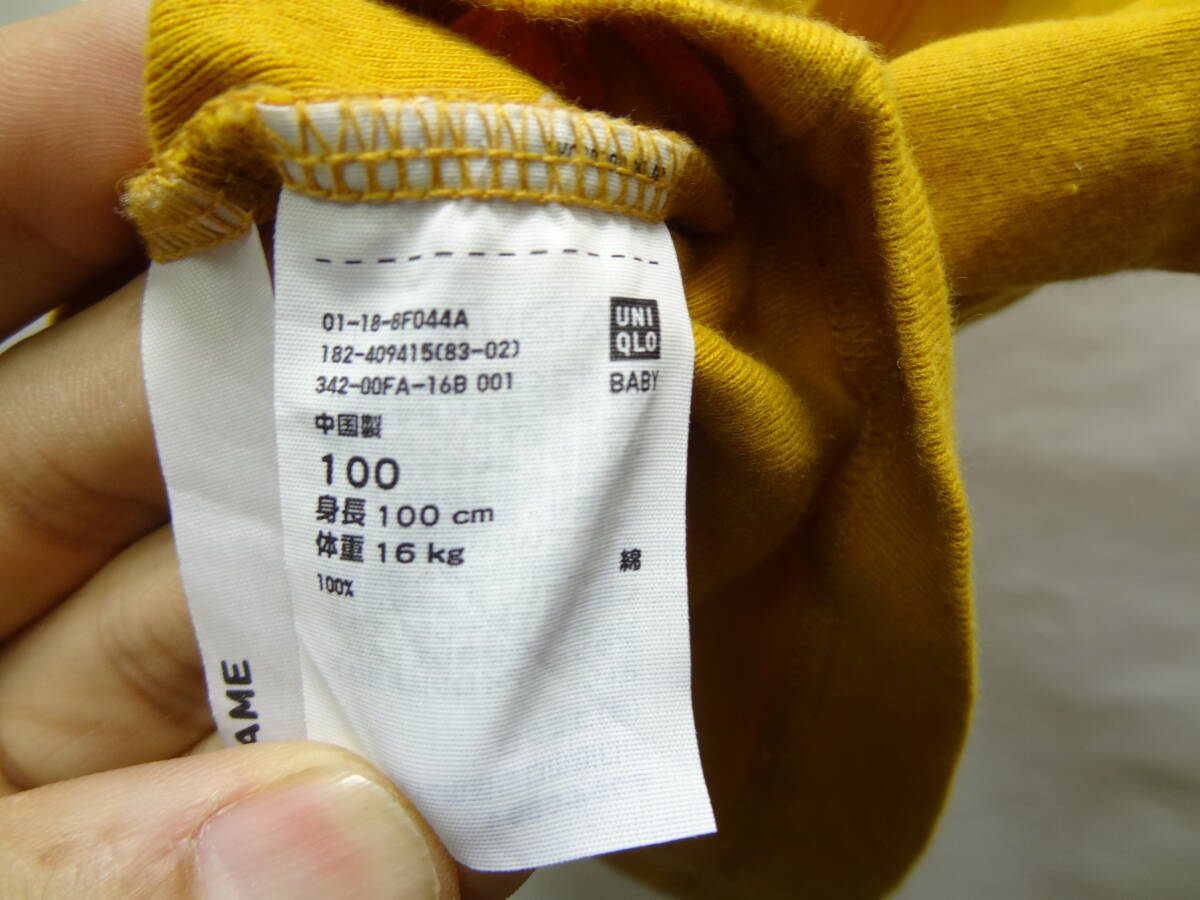 01-18-8F044A
182-409415(83-02)
342-00FA-16B 001
UNI
QLO
BABY
中国製
100
身長 100 cm
体重 16 kg
綿
100%
AME